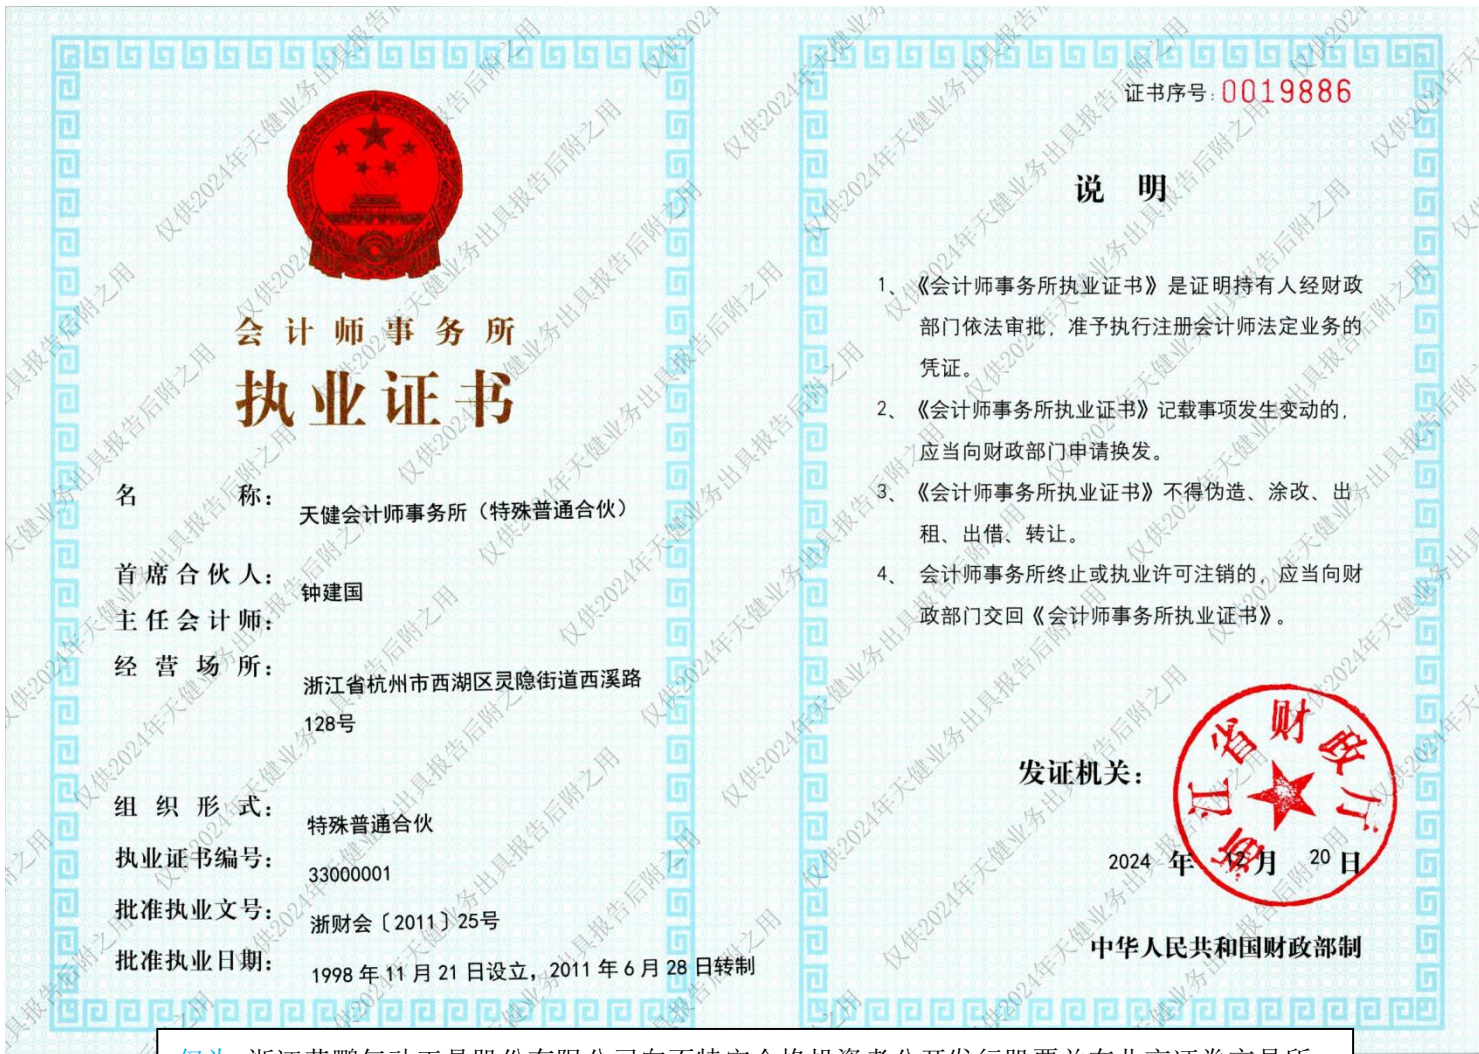 会计师事务所
执业证书
名称：
天健会计师事务所（特殊普通合伙）
首席合伙人：
钟建国
主任会计师：
经营场所：
浙江省杭州市西湖区灵隐街道西溪路
128号
组织形式：
特殊普通合伙
执业证书编号：
33000001
批准执业文号：
浙财会〔2011〕25号
批准执业日期：
1998年11月21日设立，2011年6月28日转制
证书序号：0019886
说 明
1、《会计师事务所执业证书》是证明持有人经财政
部门依法审批，准予执行注册会计师法定业务的
凭证。
2、《会计师事务所执业证书》记载事项发生变动的，
应当向财政部门申请换发。
3、《会计师事务所执业证书》不得伪造、涂改、出
租、出借、转让。
4、会计师事务所终止或执业许可注销的，应当向财
政部门交回《会计师事务所执业证书》。
发证机关：
浙江省财政厅
2024年12月20日
中华人民共和国财政部制
仅供2024年天健业务出具报告后附之用